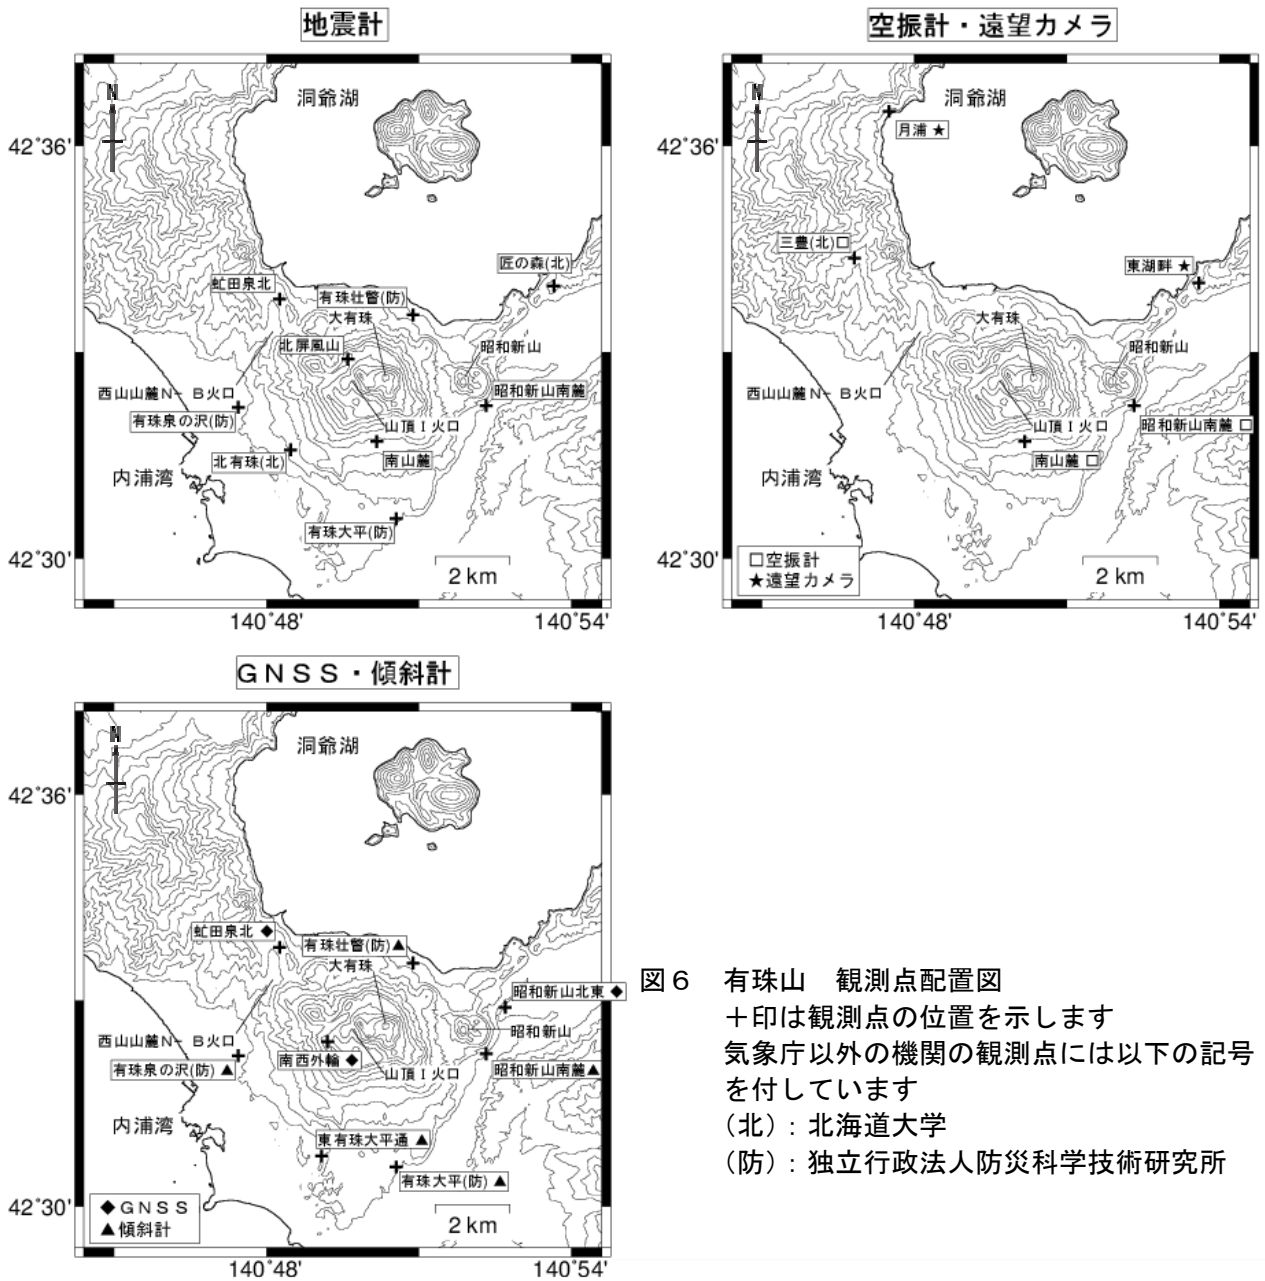 地震計
N
洞爺湖
42˚36'
匠の森(北)
虻田泉北
有珠壮瞥(防)
大有珠
北屏風山
昭和新山
西山山麓N-B火口
昭和新山南麓
有珠泉の沢(防)
山頂I火口
北有珠(北)
南山麓
内浦湾
有珠大平(防)
42˚30'
2 km
140˚48'
140˚54'
空振計・遠望カメラ
N
洞爺湖
月浦 ★
42˚36'
三豊(北)□
東湖畔 ★
大有珠
昭和新山
西山山麓N-B火口
山頂I火口
昭和新山南麓 □
南山麓 □
内浦湾
□空振計
★遠望カメラ
42˚30'
2 km
140˚48'
140˚54'
GNSS・傾斜計
N
洞爺湖
42˚36'
虻田泉北 ◆
有珠壮瞥(防)▲
大有珠
昭和新山北東 ◆
昭和新山
西山山麓N-B火口
南西外輪 ◆
有珠泉の沢(防) ▲
山頂I火口
昭和新山南麓▲
内浦湾
東有珠大平通 ▲
有珠大平(防) ▲
◆GNSS
▲傾斜計
42˚30'
2 km
140˚48'
140˚54'
図6 有珠山 観測点配置図
+印は観測点の位置を示します
気象庁以外の機関の観測点には以下の記号
を付しています
(北):北海道大学
(防):独立行政法人防災科学技術研究所